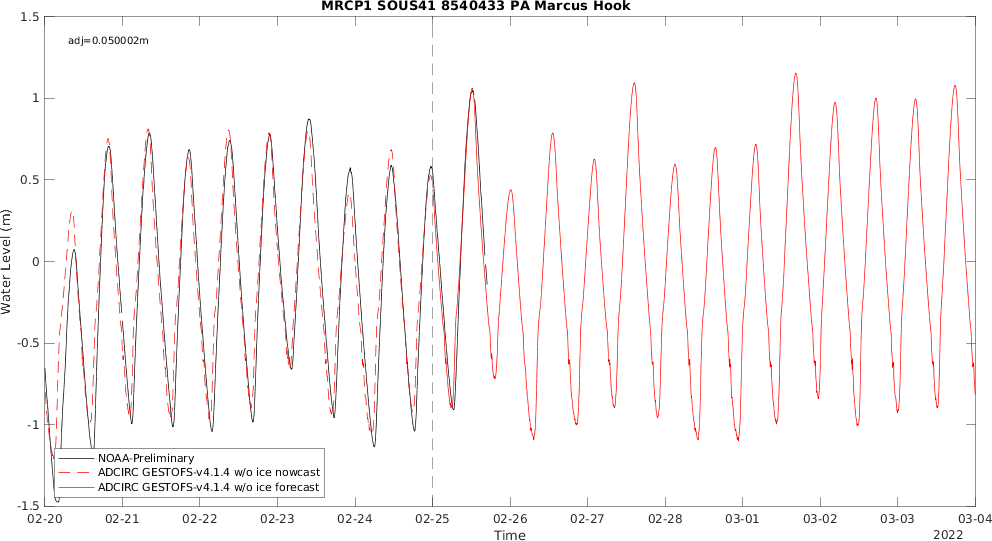 MRCP1 SOUS41 8540433 PA Marcus Hook
adj=0.050002m
1.5
1
0.5
0
-0.5
-1
-1.5
Water Level (m)
NOAA-Preliminary
ADCIRC GESTOFS-v4.1.4 w/o ice nowcast
ADCIRC GESTOFS-v4.1.4 w/o ice forecast
02-20 02-21 02-22 02-23 02-24 02-25 02-26 02-27 02-28 03-01 03-02 03-03 03-04
Time
2022